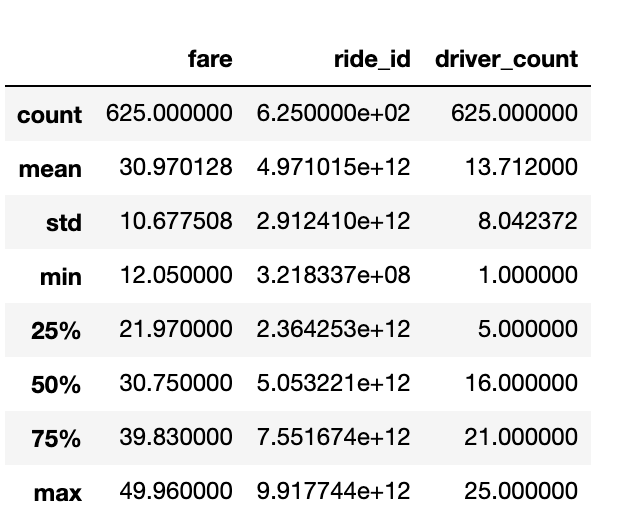 fare ride_id driver_count
count 625.000000 6.250000e+02 625.000000
mean 30.970128 4.971015e+12 13.712000
std 10.677508 2.912410e+12 8.042372
min 12.050000 3.218337e+08 1.000000
25% 21.970000 2.364253e+12 5.000000
50% 30.750000 5.053221e+12 16.000000
75% 39.830000 7.551674e+12 21.000000
max 49.960000 9.917744e+12 25.000000